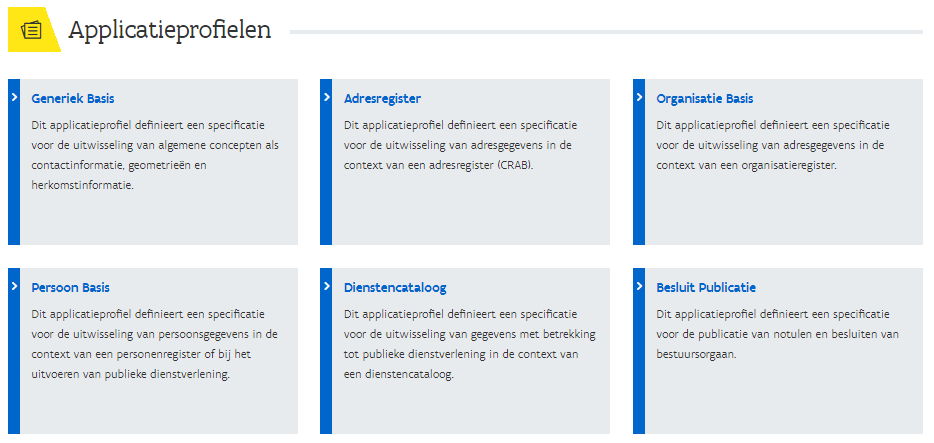 Applicatieprofielen
Generiek Basis
Dit applicatieprofiel definieert een specificatie
voor de uitwisseling van algemene concepten als
contactinformatie, geometrieën en
herkomstinformatie.
Adresregister
Dit applicatieprofiel definieert een specificatie
voor de uitwisseling van adresgegevens in de
context van een adresregister (CRAB).
Organisatie Basis
Dit applicatieprofiel definieert een specificatie
voor de uitwisseling van adresgegevens in de
context van een organisatieregister.
Persoon Basis
Dit applicatieprofiel definieert een specificatie
voor de uitwisseling van persoonsgegevens in de
context van een personenregister of bij het
uitvoeren van publieke dienstverlening.
Dienstencataloog
Dit applicatieprofiel definieert een specificatie
voor de uitwisseling van gegevens met betrekking
tot publieke dienstverlening in de context van
een dienstencataloog.
Besluit Publicatie
Dit applicatieprofiel definieert een specificatie
voor de publicatie van notulen en besluiten van
bestuursorgaan.